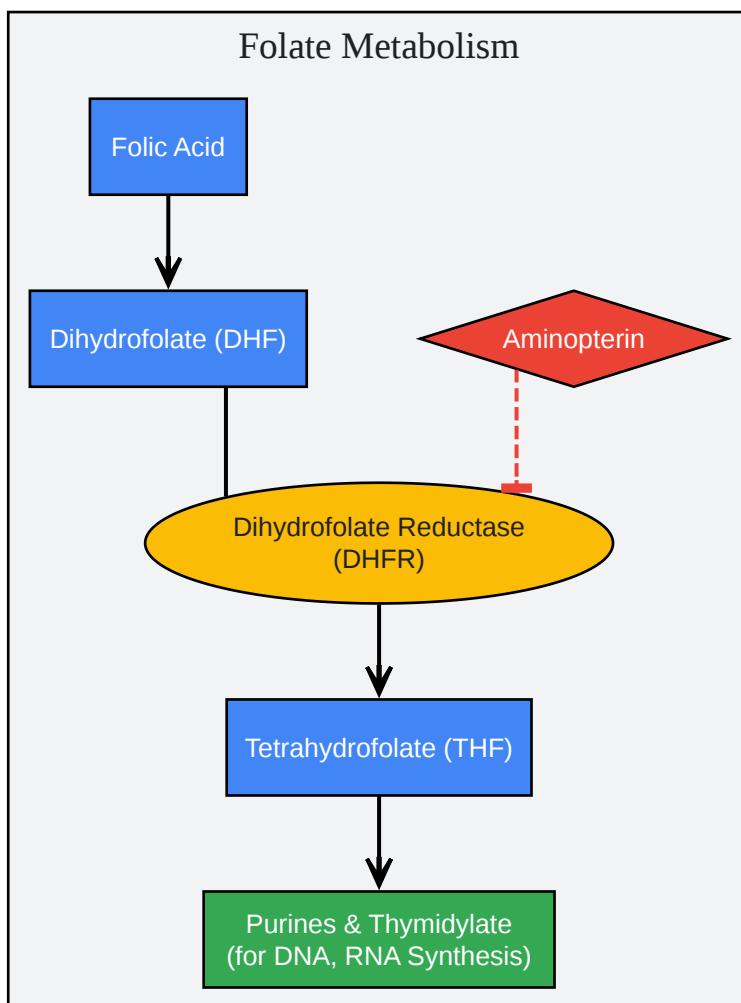 Folate Metabolism
Folic Acid
Dihydrofolate (DHF)
Aminopterin
Dihydrofolate Reductase
(DHFR)
Tetrahydrofolate (THF)
Purines & Thymidylate
(for DNA, RNA Synthesis)